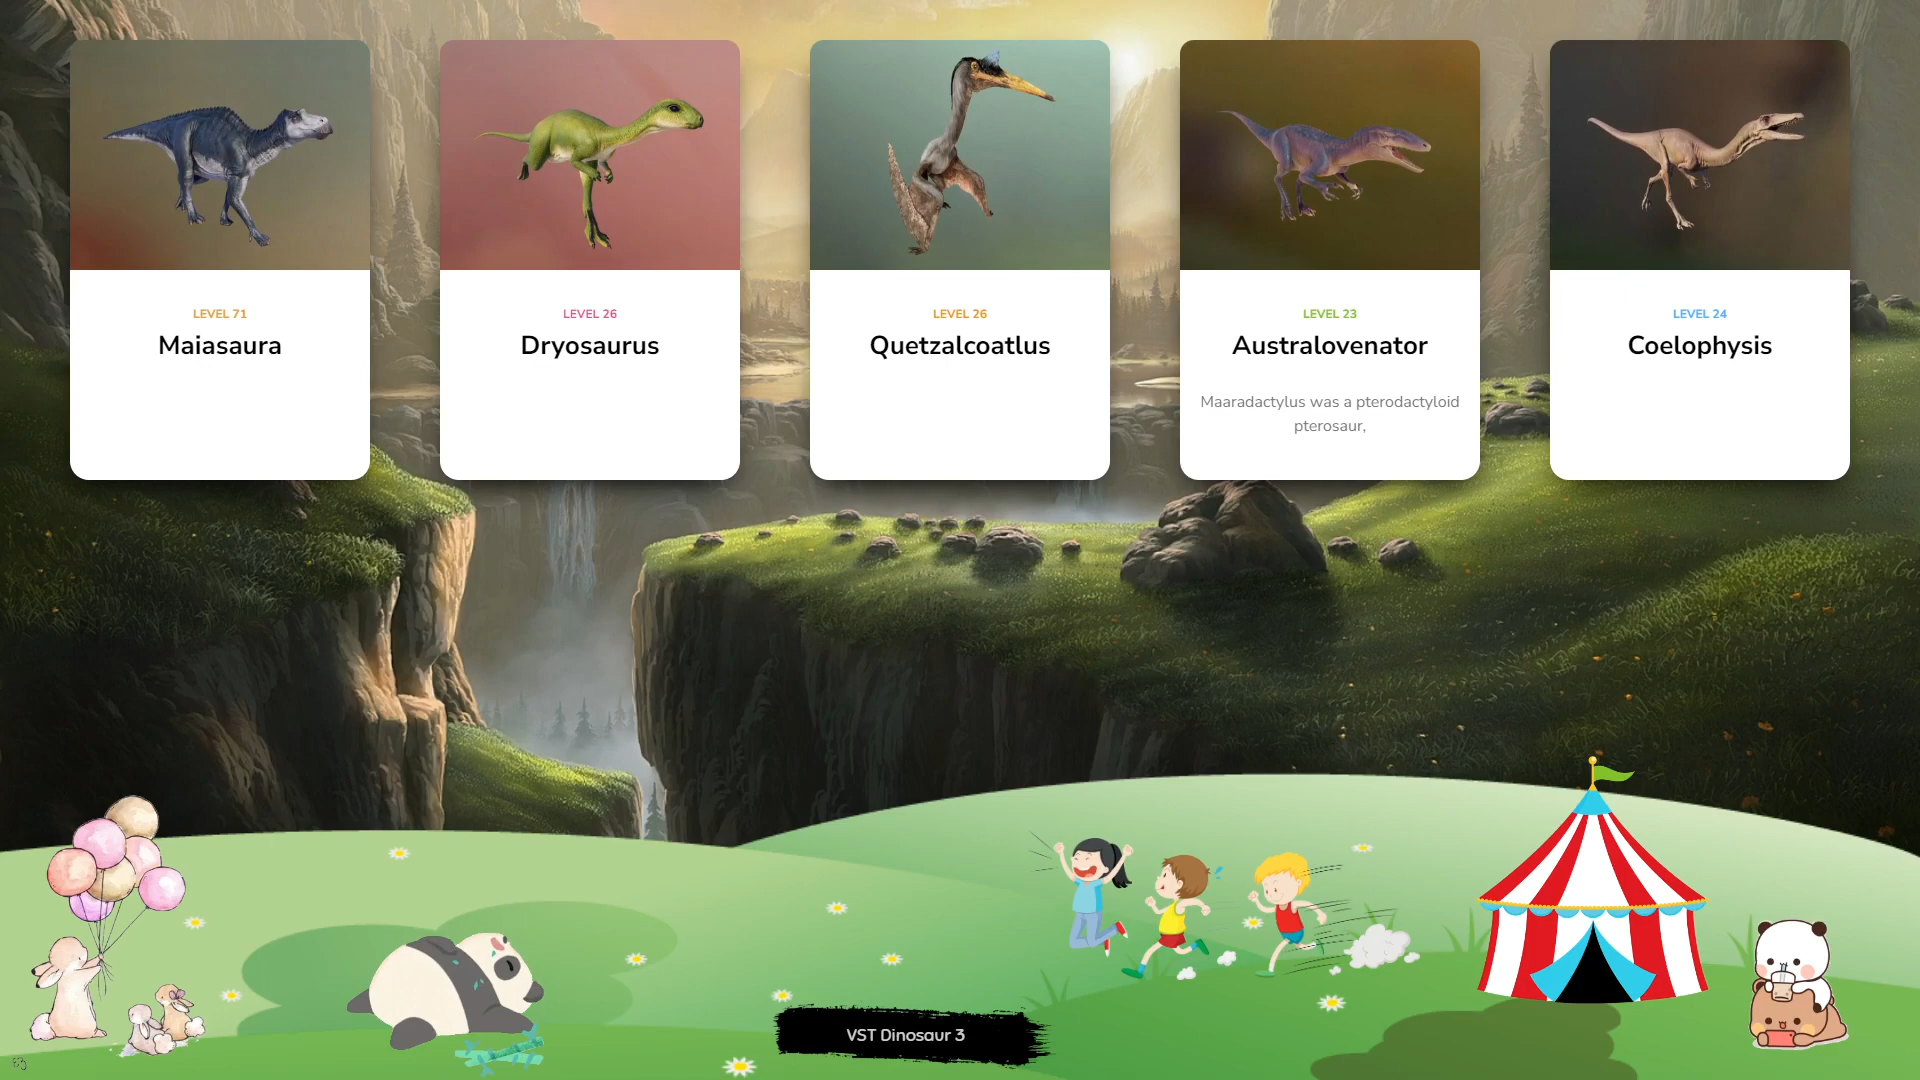 LEVEL 71
Maiasaura
LEVEL 26
Dryosaurus
LEVEL 26
Quetzalcoatlus
LEVEL 23
Australovenator
Maaradactylus was a pterodactyloid
pterosaur,
LEVEL 24
Coelophysis
VST Dinosaur 3